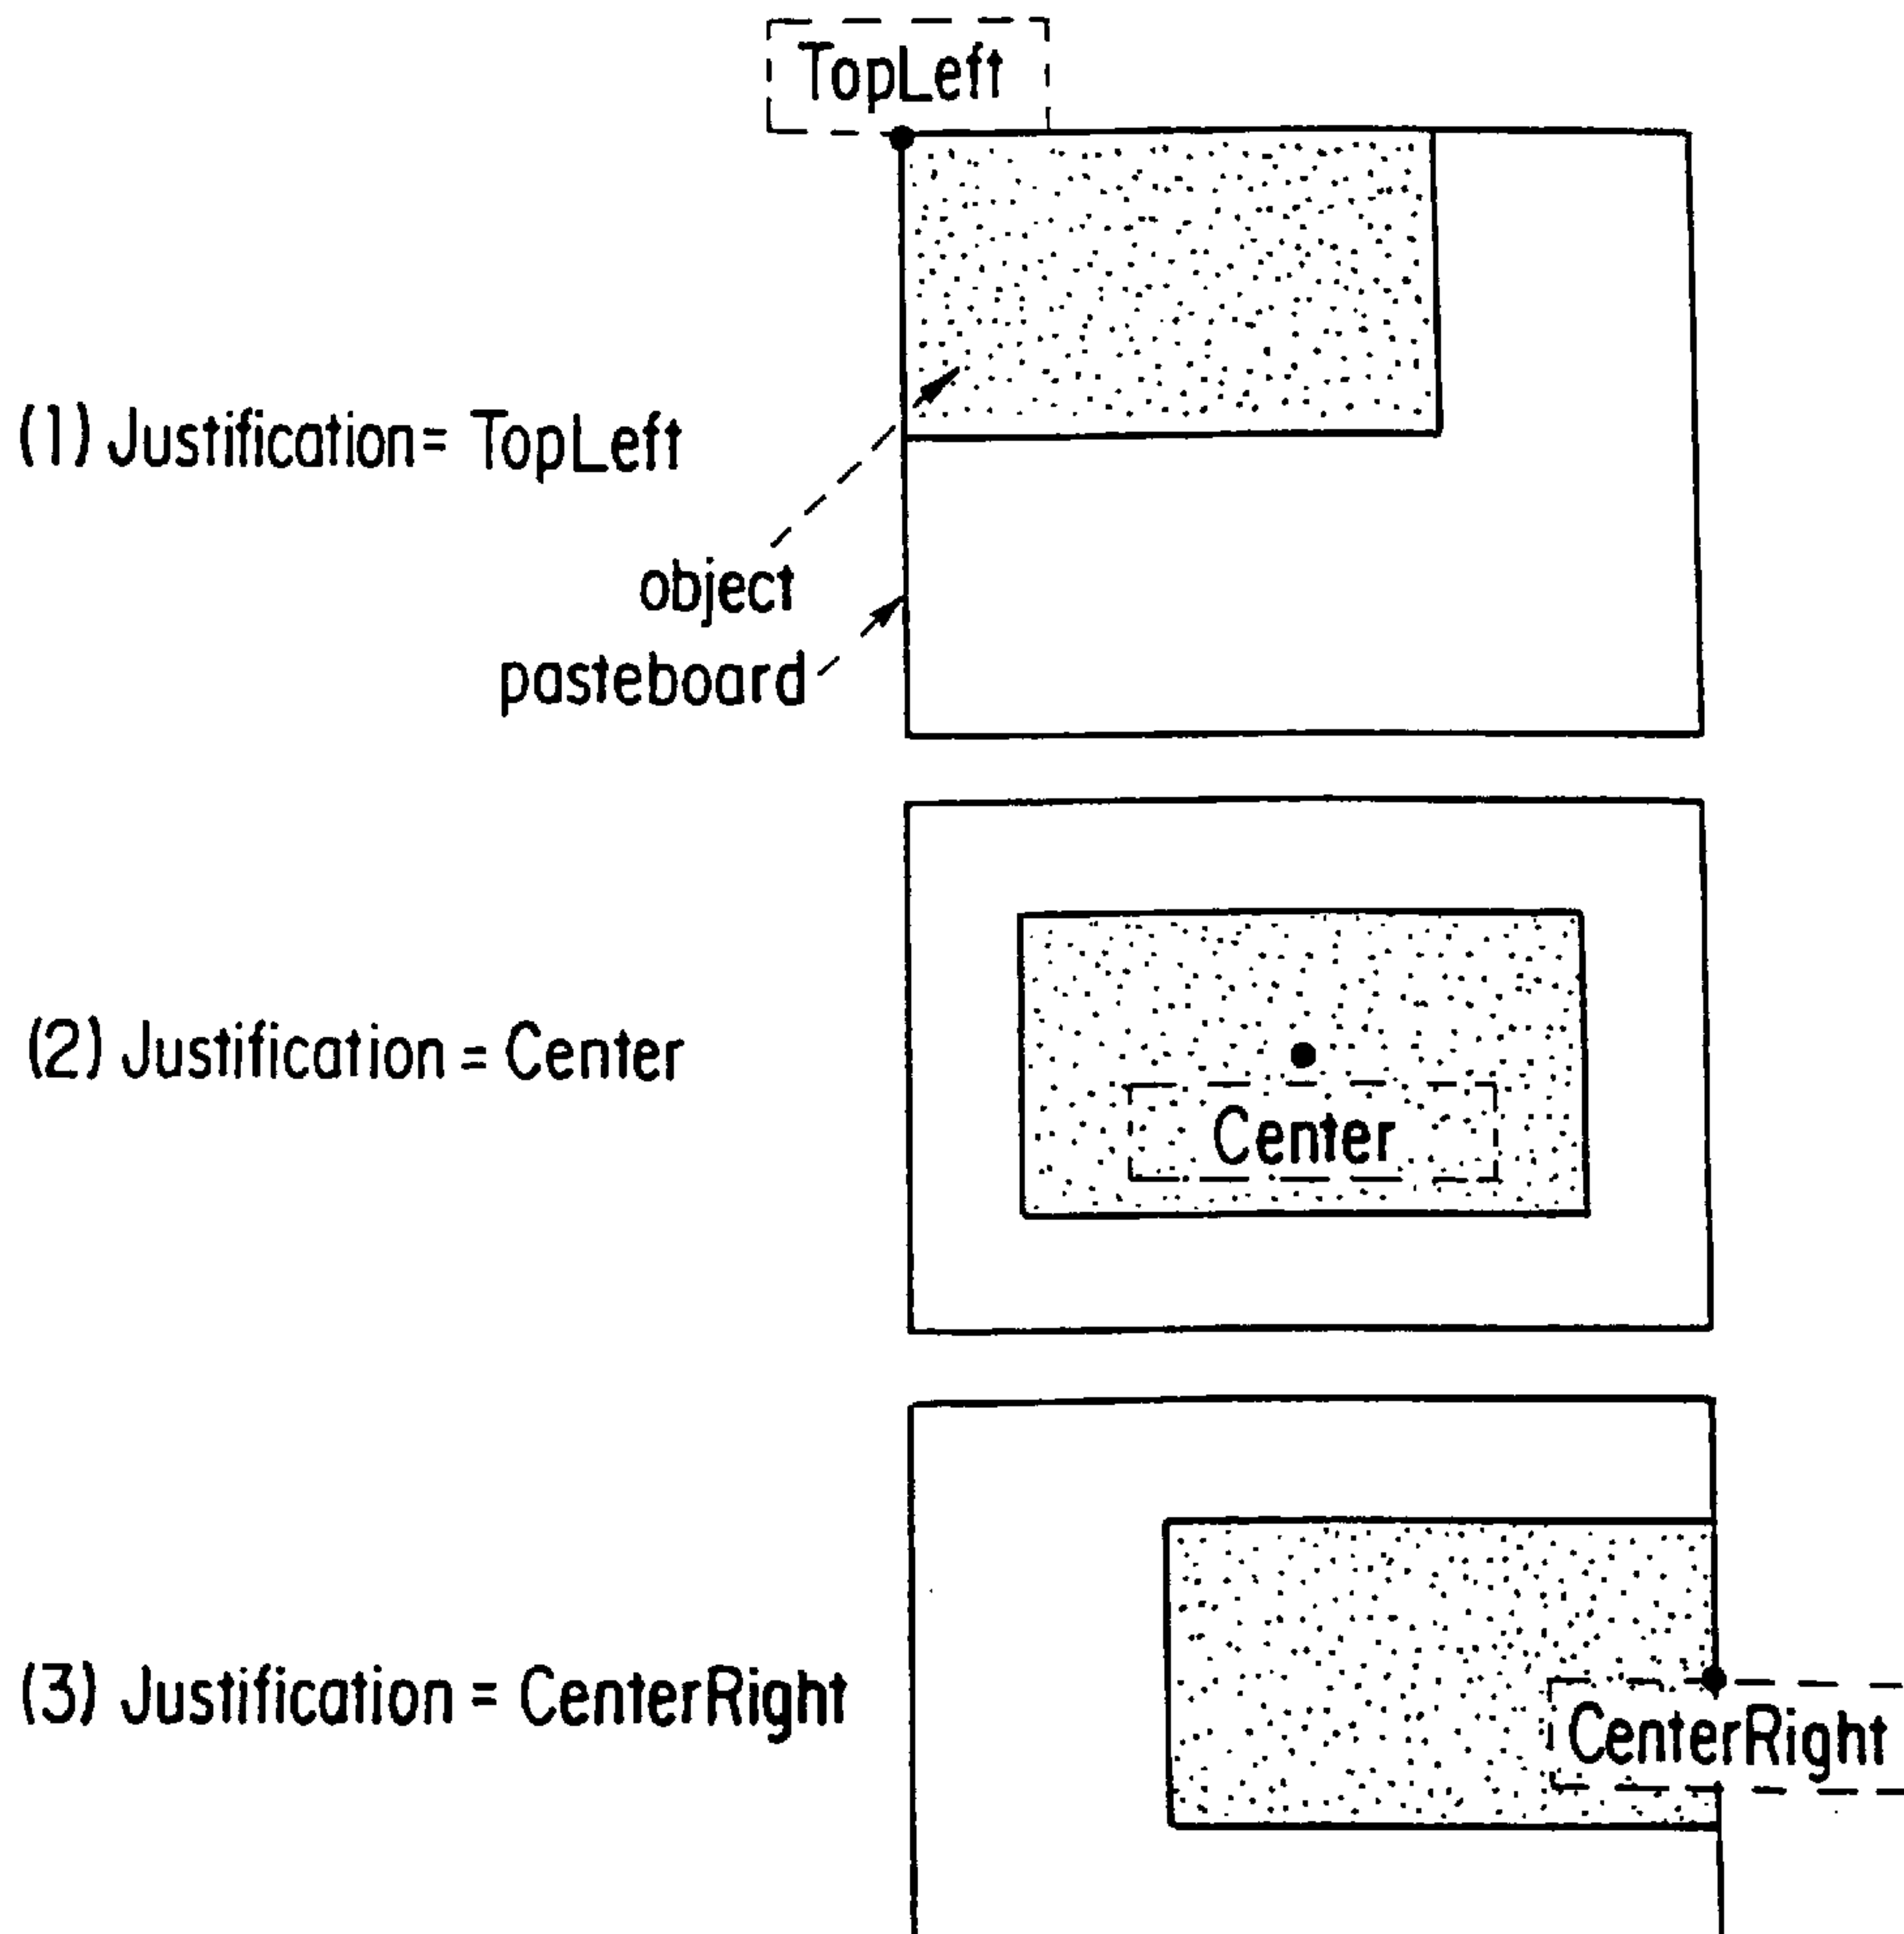 TopLeft
(1) Justification= TopLeft
object
pasteboard
(2) Justification = Center
Center
(3) Justification = CenterRight
CenterRight